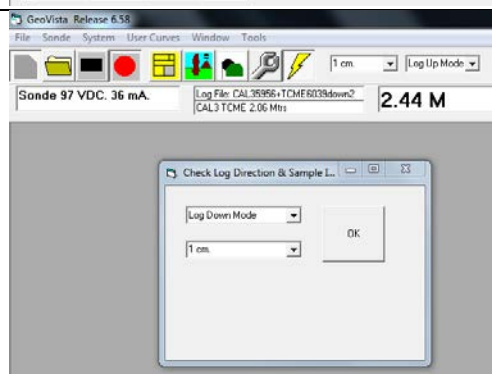 GeoVista Release 6.58
File Sonde System User Curves Window Tools
1 cm. Log Up Mode
Sonde 97 VDC. 36 mA.
Log File: CAL35956+TCME6039down2
CAL3 TCME 2.06 Mtrs
2.44 M
Check Log Direction & Sample I...
Log Down Mode
OK
1 cm.